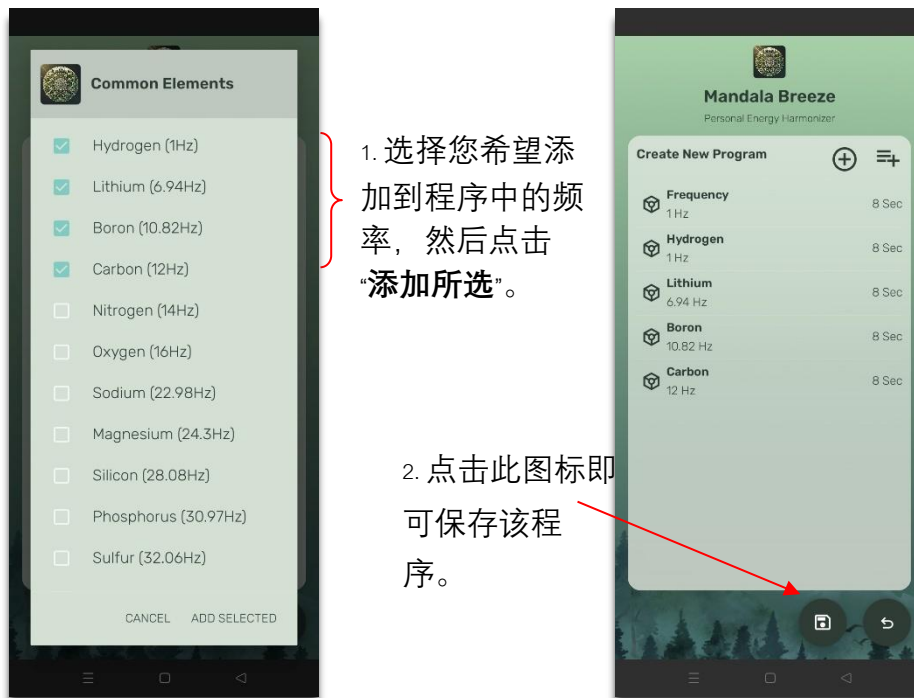 Common Elements
Hydrogen (1Hz)
Lithium (6.94Hz)
Boron (10.82Hz)
Carbon (12Hz)
Nitrogen (14Hz)
Oxygen (16Hz)
Sodium (22.98Hz)
Magnesium (24.3Hz)
Silicon (28.08Hz)
Phosphorus (30.97Hz)
Sulfur (32.06Hz)
CANCEL ADD SELECTED
1. 选择您希望添
加到程序中的频
率，然后点击
“添加所选”。
2. 点击此图标即
可保存该程
序。
Mandala Breeze
Personal Energy Harmonizer
Create New Program
Frequency
1 Hz
8 Sec
Hydrogen
1 Hz
8 Sec
Lithium
6.94 Hz
8 Sec
Boron
10.82 Hz
8 Sec
Carbon
12 Hz
8 Sec